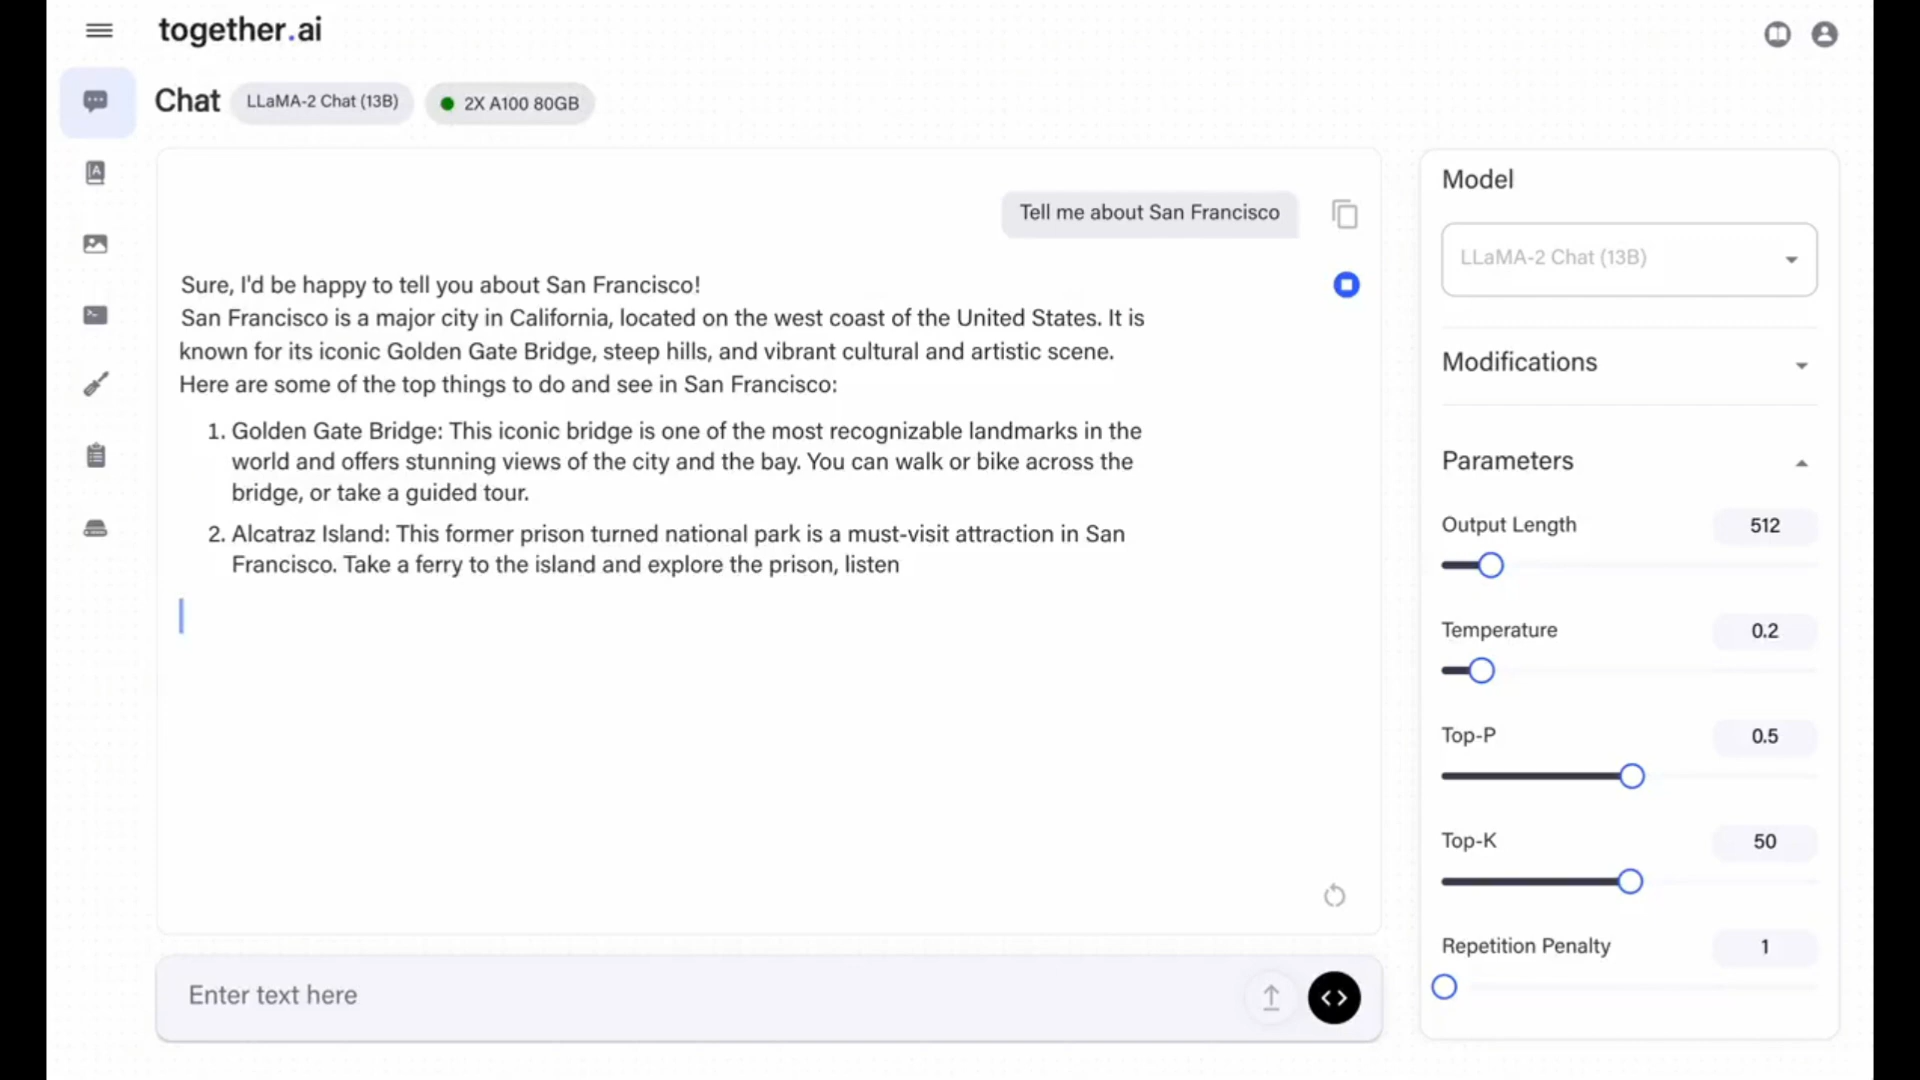 together.ai
Chat
LLaMA-2 Chat (13B)
2X A100 80GB
Tell me about San Francisco
Sure, I'd be happy to tell you about San Francisco!
San Francisco is a major city in California, located on the west coast of the United States. It is
known for its iconic Golden Gate Bridge, steep hills, and vibrant cultural and artistic scene.
Here are some of the top things to do and see in San Francisco:
1. Golden Gate Bridge: This iconic bridge is one of the most recognizable landmarks in the
world and offers stunning views of the city and the bay. You can walk or bike across the
bridge, or take a guided tour.
2. Alcatraz Island: This former prison turned national park is a must-visit attraction in San
Francisco. Take a ferry to the island and explore the prison, listen
Enter text here
Model
LLaMA-2 Chat (13B)
Modifications
Parameters
Output Length 512
Temperature 0.2
Top-P 0.5
Top-K 50
Repetition Penalty 1